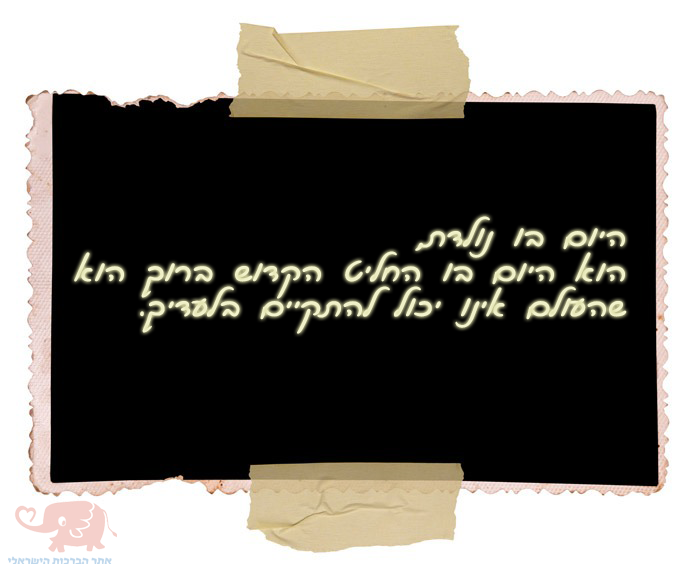 היום בו נולדת
הוא היום בו החליט הקדוש ברוך הוא
שהעולם אינו יכול להתקיים בלעדיך.
אתר הברכות הישראלי